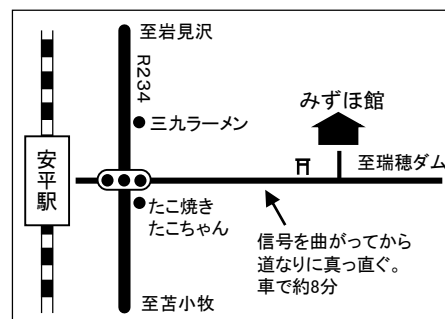 至岩見沢
R234
みずほ館
三九ラーメン
安平駅
至瑞穂ダム
たこ焼き
たこちゃん
信号を曲がってから
道なりに真っ直ぐ。
車で約8分
至苫小牧